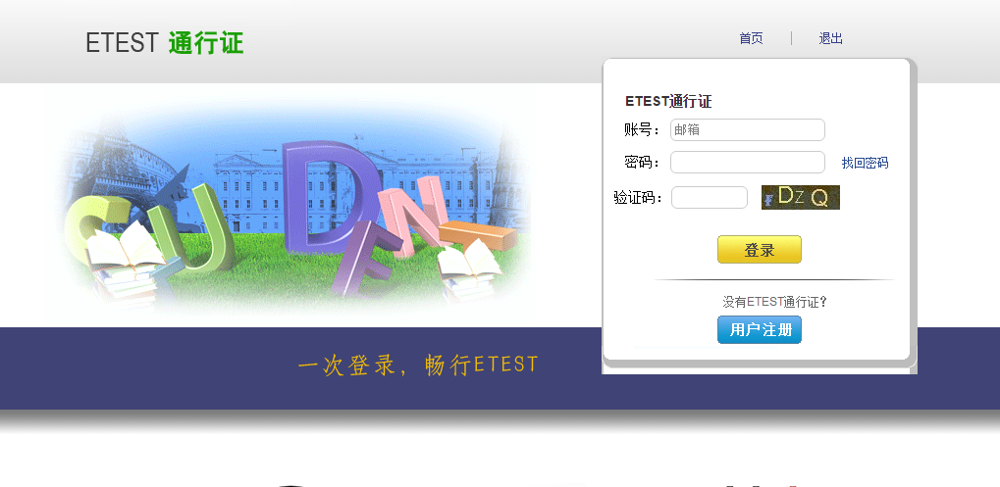 ETEST 通行证
首页 退出
ETEST通行证
账号：邮箱
密码： 找回密码
验证码： DZQ
登录
没有ETEST通行证?
用户注册
一次登录，畅行ETEST